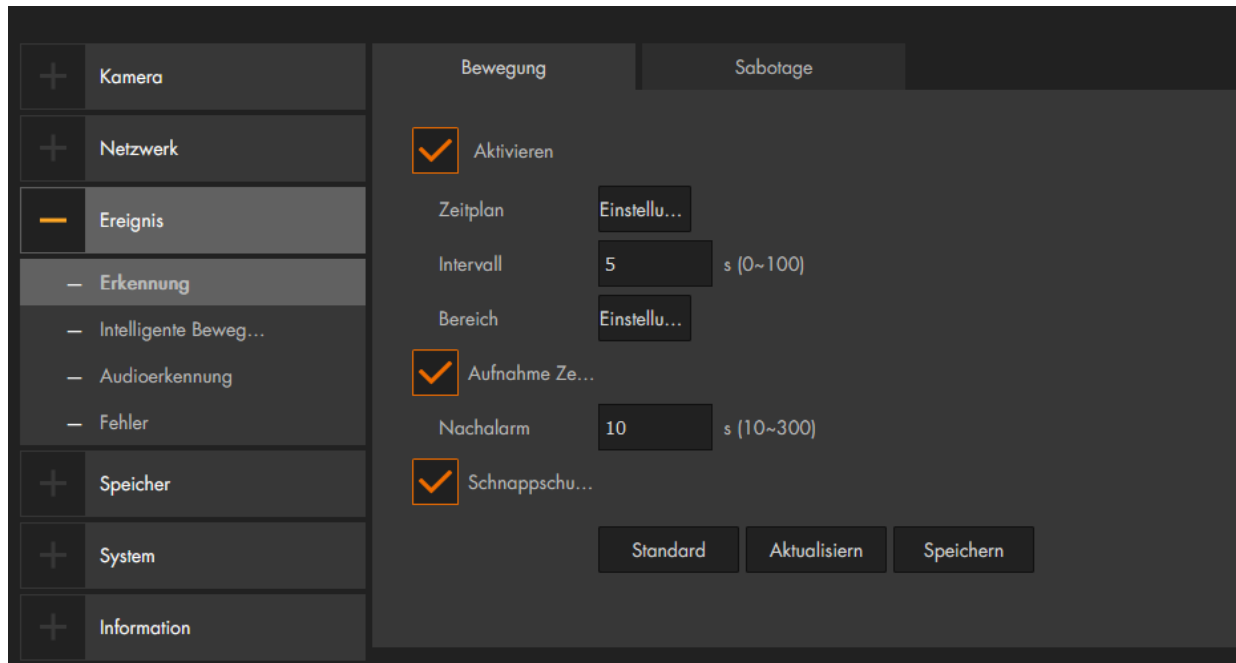 Kamera
Netzwerk
Ereignis
Erkennung
Intelligente Beweg...
Audioerkennung
Fehler
Speicher
System
Information
Bewegung Sabotage
Aktivieren
Zeitplan Einstellu...
Intervall 5 s (0~100)
Bereich Einstellu...
Aufnahme Ze...
Nachalarm 10 s (10~300)
Schnappschu...
Standard Aktualisiern Speichern